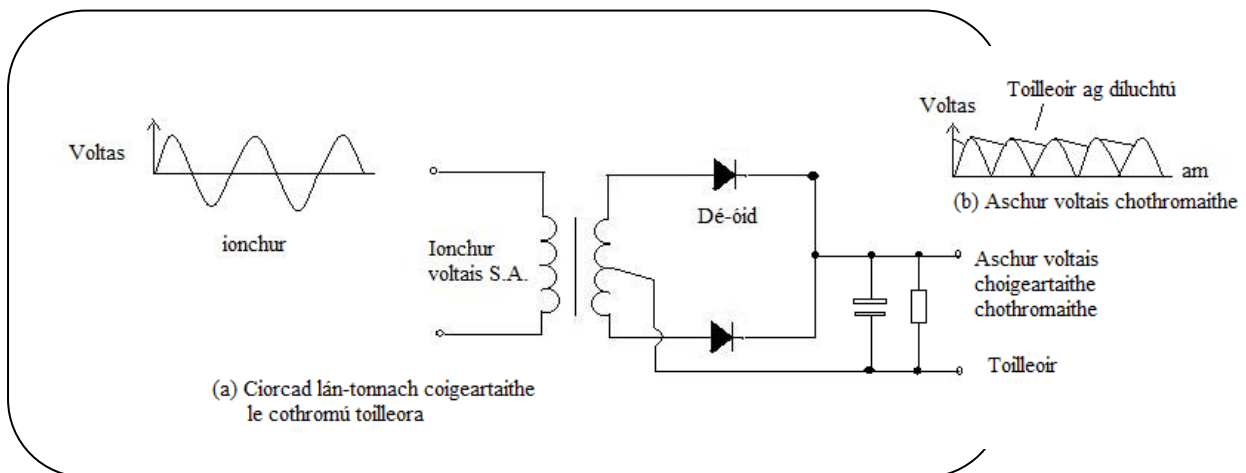 Voltas
ionchur
Ionchur
voltais S.A.
Dé-óid
(a) Ciorcad lán-tonnach coigeartaithe
le cothromú toilleora
Toilleoir ag díluchtú
Voltas
am
(b) Aschur voltais chothromaithe
Aschur voltais
choigeartaithe
chothromaithe
Toilleoir